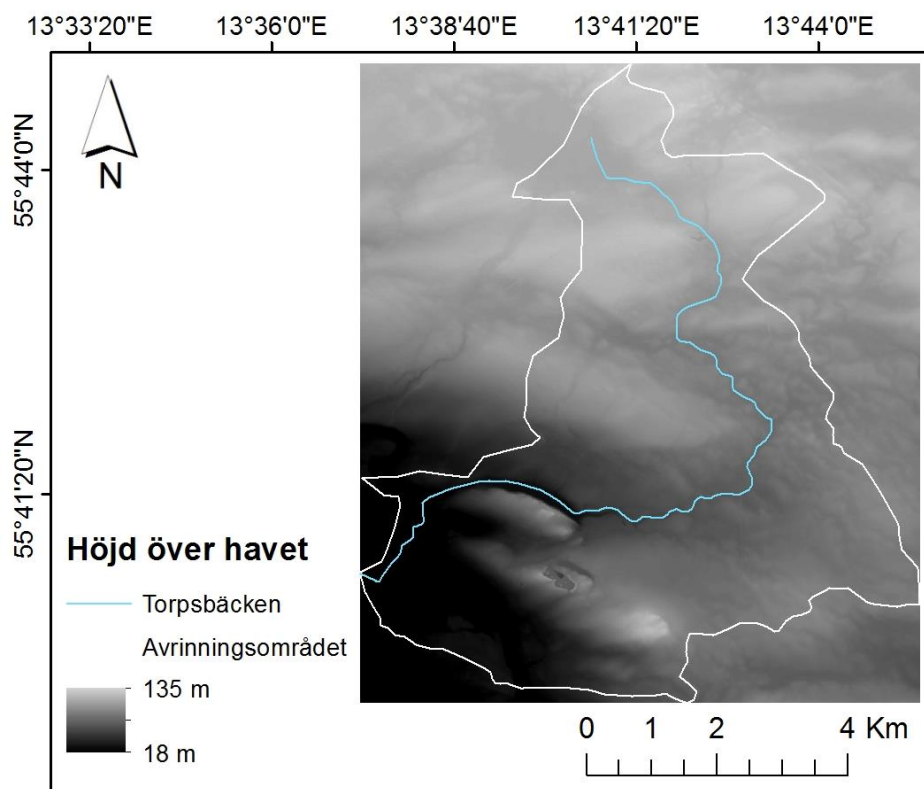 13°33'20"E 13°36'0"E 13°38'40"E 13°41'20"E 13°44'0"E
N
55°44'0"N
55°41'20"N
Höjd över havet
Torpsbäcken
Avrinningsområdet
135 m
18 m
0 1 2 4 Km